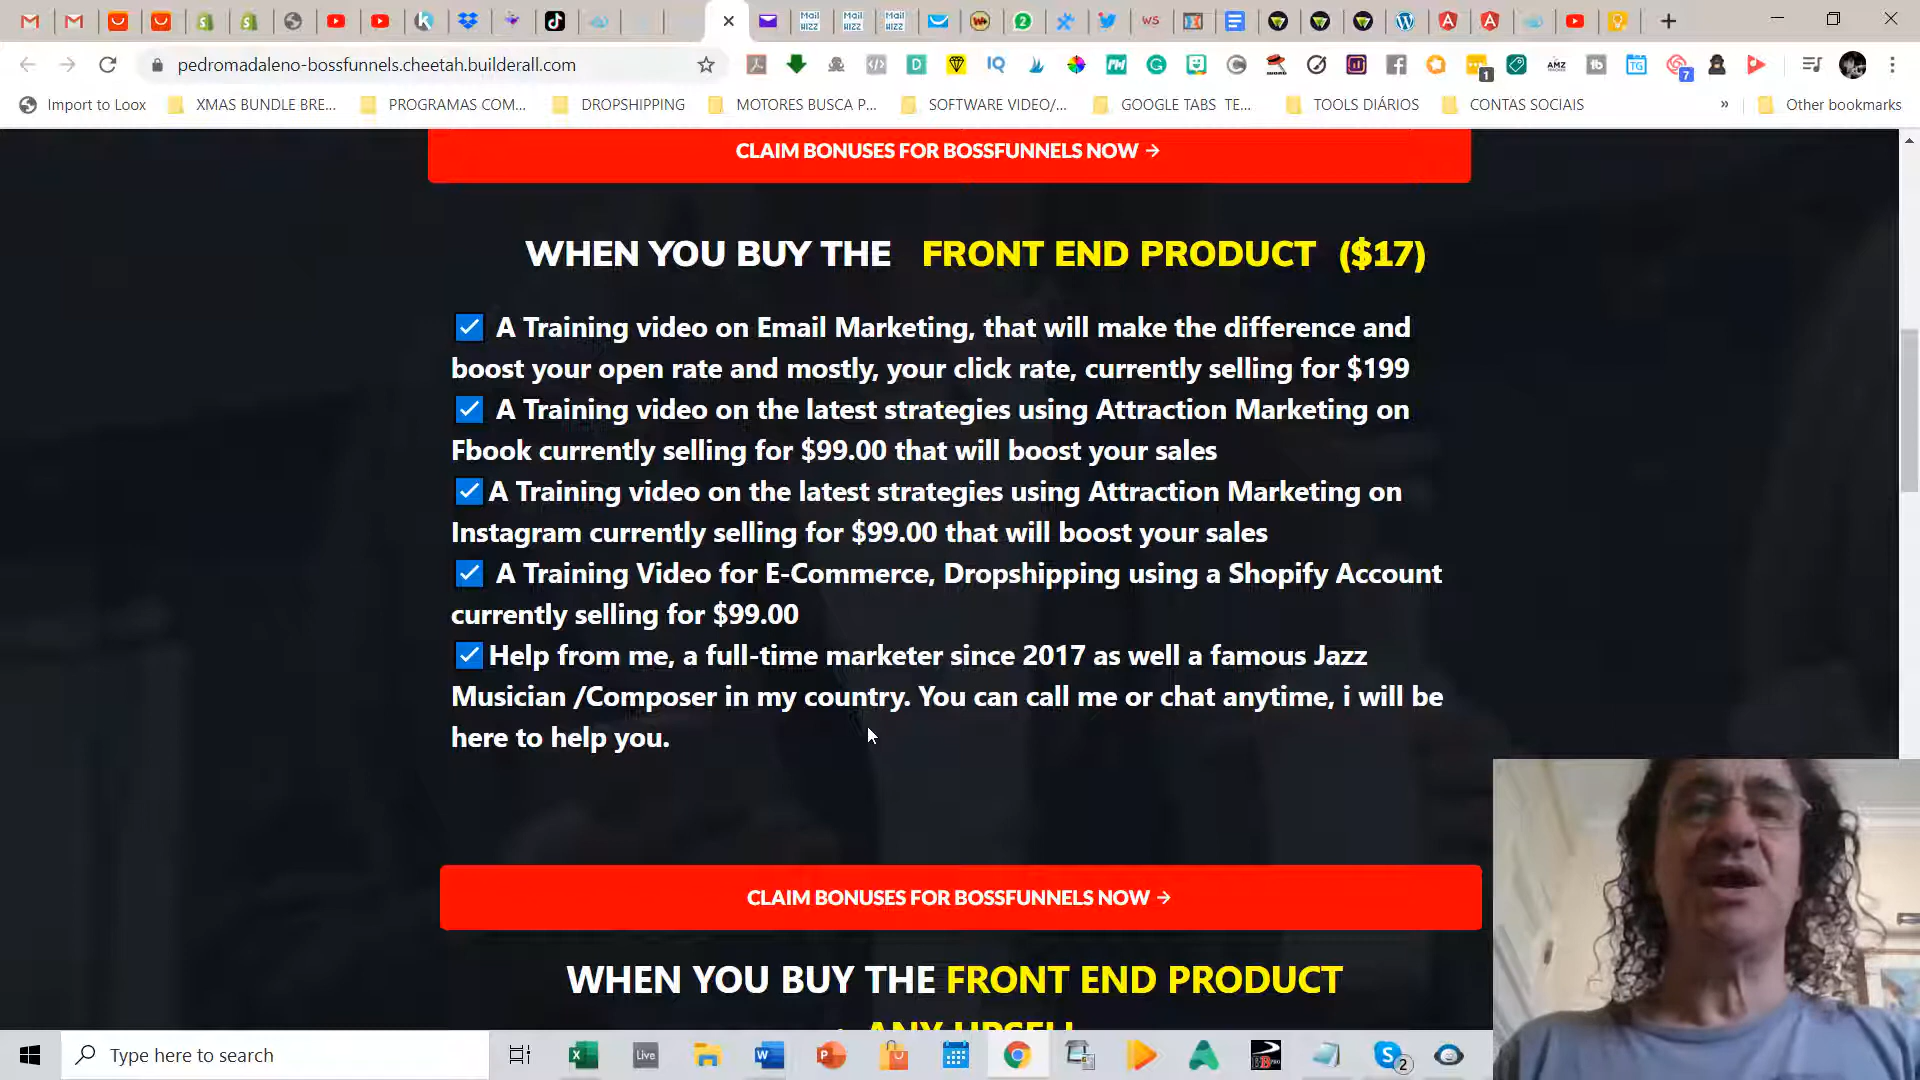 pedromadaleno-bossfunnels.cheetah.builderall.com
Import to Loox XMAS BUNDLE BRE... PROGRAMAS COM... DROPSHIPPING MOTORES BUSCA P... SOFTWARE VIDEO/... GOOGLE TABS TE... TOOLS DIÁRIOS CONTAS SOCIAIS » Other bookmarks
CLAIM BONUSES FOR BOSSFUNNELS NOW →
WHEN YOU BUY THE FRONT END PRODUCT ($17)
A Training video on Email Marketing, that will make the difference and
boost your open rate and mostly, your click rate, currently selling for $199
A Training video on the latest strategies using Attraction Marketing on
Fbook currently selling for $99.00 that will boost your sales
A Training video on the latest strategies using Attraction Marketing on
Instagram currently selling for $99.00 that will boost your sales
A Training Video for E-Commerce, Dropshipping using a Shopify Account
currently selling for $99.00
Help from me, a full-time marketer since 2017 as well a famous Jazz
Musician /Composer in my country. You can call me or chat anytime, i will be
here to help you.
CLAIM BONUSES FOR BOSSFUNNELS NOW →
WHEN YOU BUY THE FRONT END PRODUCT
ANY UPSELL
Type here to search
Live
2